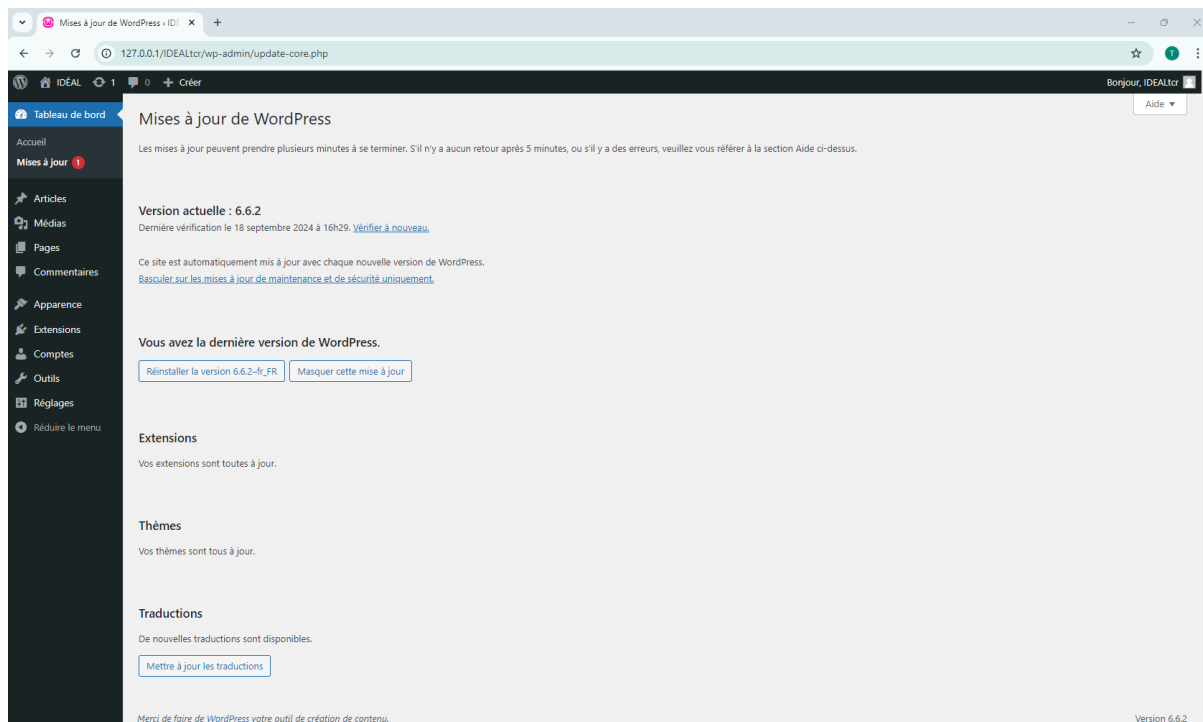 Mises à jour de WordPress ‹ IDÉ
127.0.0.1/IDEALtcr/wp-admin/update-core.php
IDÉAL 1 0 Créer
Bonjour, IDEALtcr
Aide
Tableau de bord
Accueil
Mises à jour 1
Articles
Médias
Pages
Commentaires
Apparence
Extensions
Comptes
Outils
Réglages
Réduire le menu
Mises à jour de WordPress
Les mises à jour peuvent prendre plusieurs minutes à se terminer. S'il n'y a aucun retour après 5 minutes, ou s'il y a des erreurs, veuillez vous référer à la section Aide ci-dessus.
Version actuelle : 6.6.2
Dernière vérification le 18 septembre 2024 à 16h29. Vérifier à nouveau.
Ce site est automatiquement mis à jour avec chaque nouvelle version de WordPress.
Basculer sur les mises à jour de maintenance et de sécurité uniquement.
Vous avez la dernière version de WordPress.
Réinstaller la version 6.6.2–fr_FR Masquer cette mise à jour
Extensions
Vos extensions sont toutes à jour.
Thèmes
Vos thèmes sont tous à jour.
Traductions
De nouvelles traductions sont disponibles.
Mettre à jour les traductions
Merci de faire de WordPress votre outil de création de contenu.
Version 6.6.2